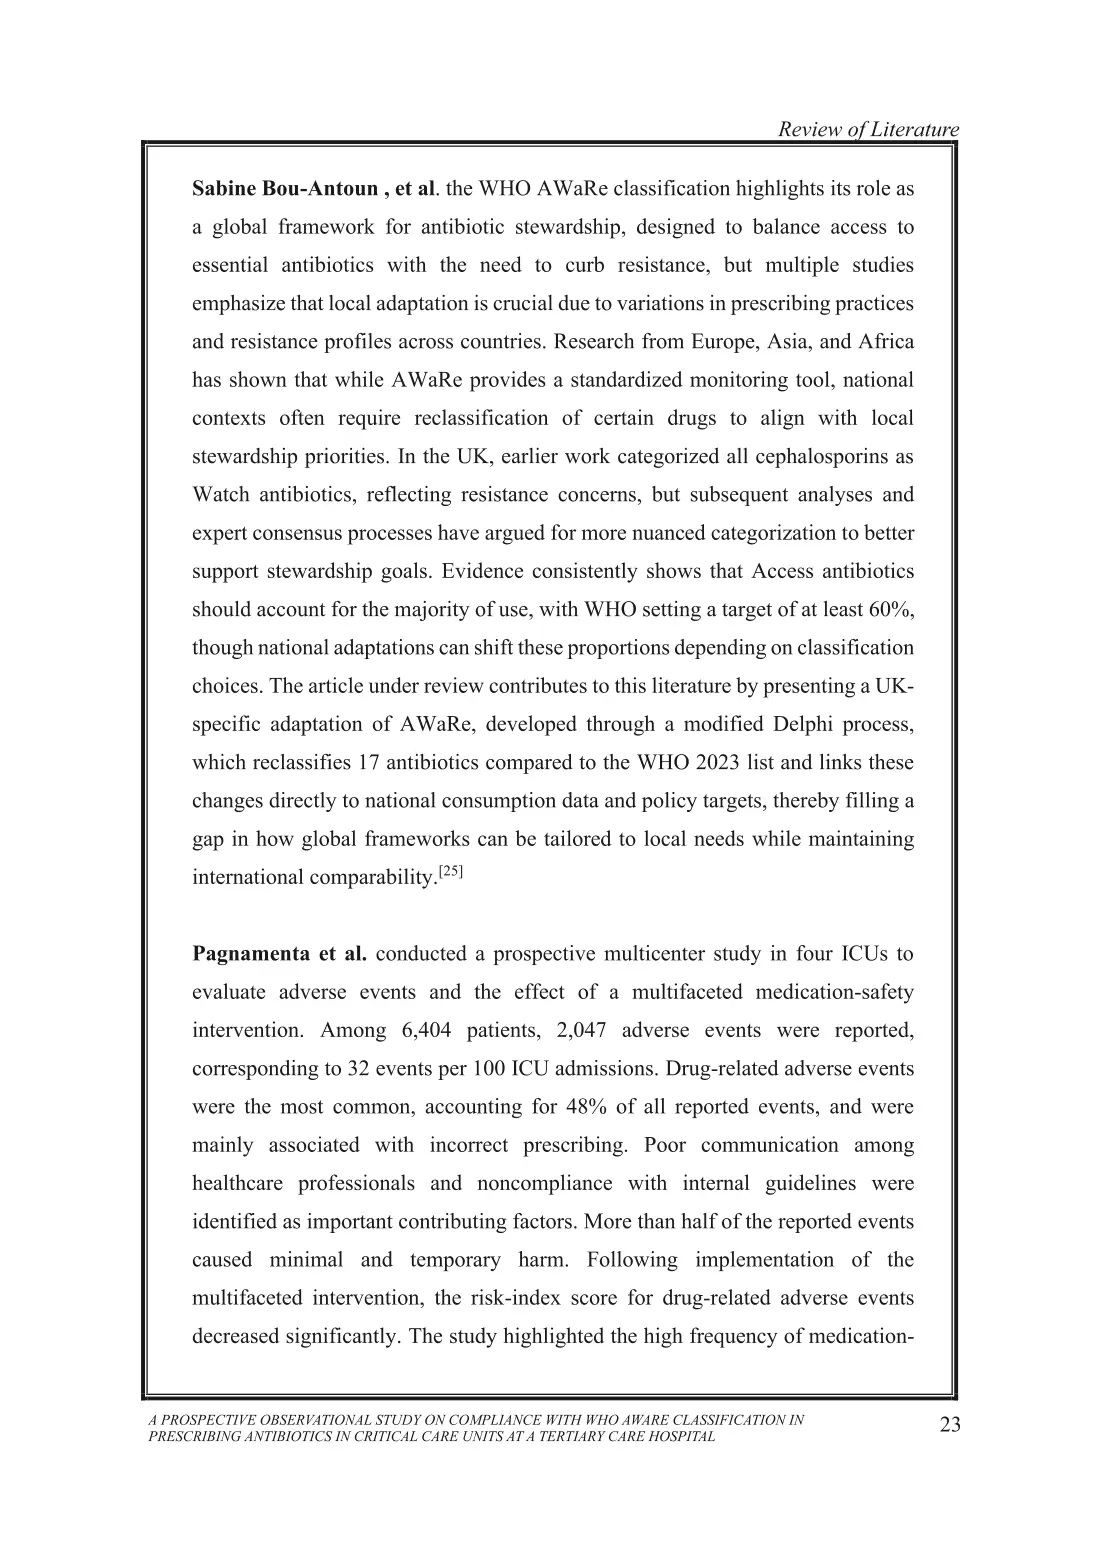 Review of Literature
Sabine Bou-Antoun , et al. the WHO AWaRe classification highlights its role as
a global framework for antibiotic stewardship, designed to balance access to
essential antibiotics with the need to curb resistance, but multiple studies
emphasize that local adaptation is crucial due to variations in prescribing practices
and resistance profiles across countries. Research from Europe, Asia, and Africa
has shown that while AWaRe provides a standardized monitoring tool, national
contexts often require reclassification of certain drugs to align with local
stewardship priorities. In the UK, earlier work categorized all cephalosporins as
Watch antibiotics, reflecting resistance concerns, but subsequent analyses and
expert consensus processes have argued for more nuanced categorization to better
support stewardship goals. Evidence consistently shows that Access antibiotics
should account for the majority of use, with WHO setting a target of at least 60%,
though national adaptations can shift these proportions depending on classification
choices. The article under review contributes to this literature by presenting a UK-
specific adaptation of AWaRe, developed through a modified Delphi process,
which reclassifies 17 antibiotics compared to the WHO 2023 list and links these
changes directly to national consumption data and policy targets, thereby filling a
gap in how global frameworks can be tailored to local needs while maintaining
international comparability.[25]
Pagnamenta et al. conducted a prospective multicenter study in four ICUs to
evaluate adverse events and the effect of a multifaceted medication-safety
intervention. Among 6,404 patients, 2,047 adverse events were reported,
corresponding to 32 events per 100 ICU admissions. Drug-related adverse events
were the most common, accounting for 48% of all reported events, and were
mainly associated with incorrect prescribing. Poor communication among
healthcare professionals and noncompliance with internal guidelines were
identified as important contributing factors. More than half of the reported events
caused minimal and temporary harm. Following implementation of the
multifaceted intervention, the risk-index score for drug-related adverse events
decreased significantly. The study highlighted the high frequency of medication-
A PROSPECTIVE OBSERVATIONAL STUDY ON COMPLIANCE WITH WHO AWARE CLASSIFICATION IN
PRESCRIBING ANTIBIOTICS IN CRITICAL CARE UNITS AT A TERTIARY CARE HOSPITAL
23